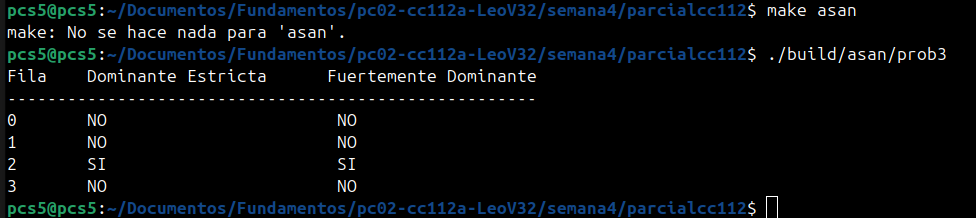 pcs5@pcs5:~/Documentos/Fundamentos/pc02-cc112a-LeoV32/semana4/parcialcc112$ make asan
make: No se hace nada para 'asan'.
pcs5@pcs5:~/Documentos/Fundamentos/pc02-cc112a-LeoV32/semana4/parcialcc112$ ./build/asan/prob3
Fila    Dominante Estricta      Fuertemente Dominante
-----------------------------------------------------
0       NO                       NO
1       NO                       NO
2       SI                       SI
3       NO                       NO
pcs5@pcs5:~/Documentos/Fundamentos/pc02-cc112a-LeoV32/semana4/parcialcc112$